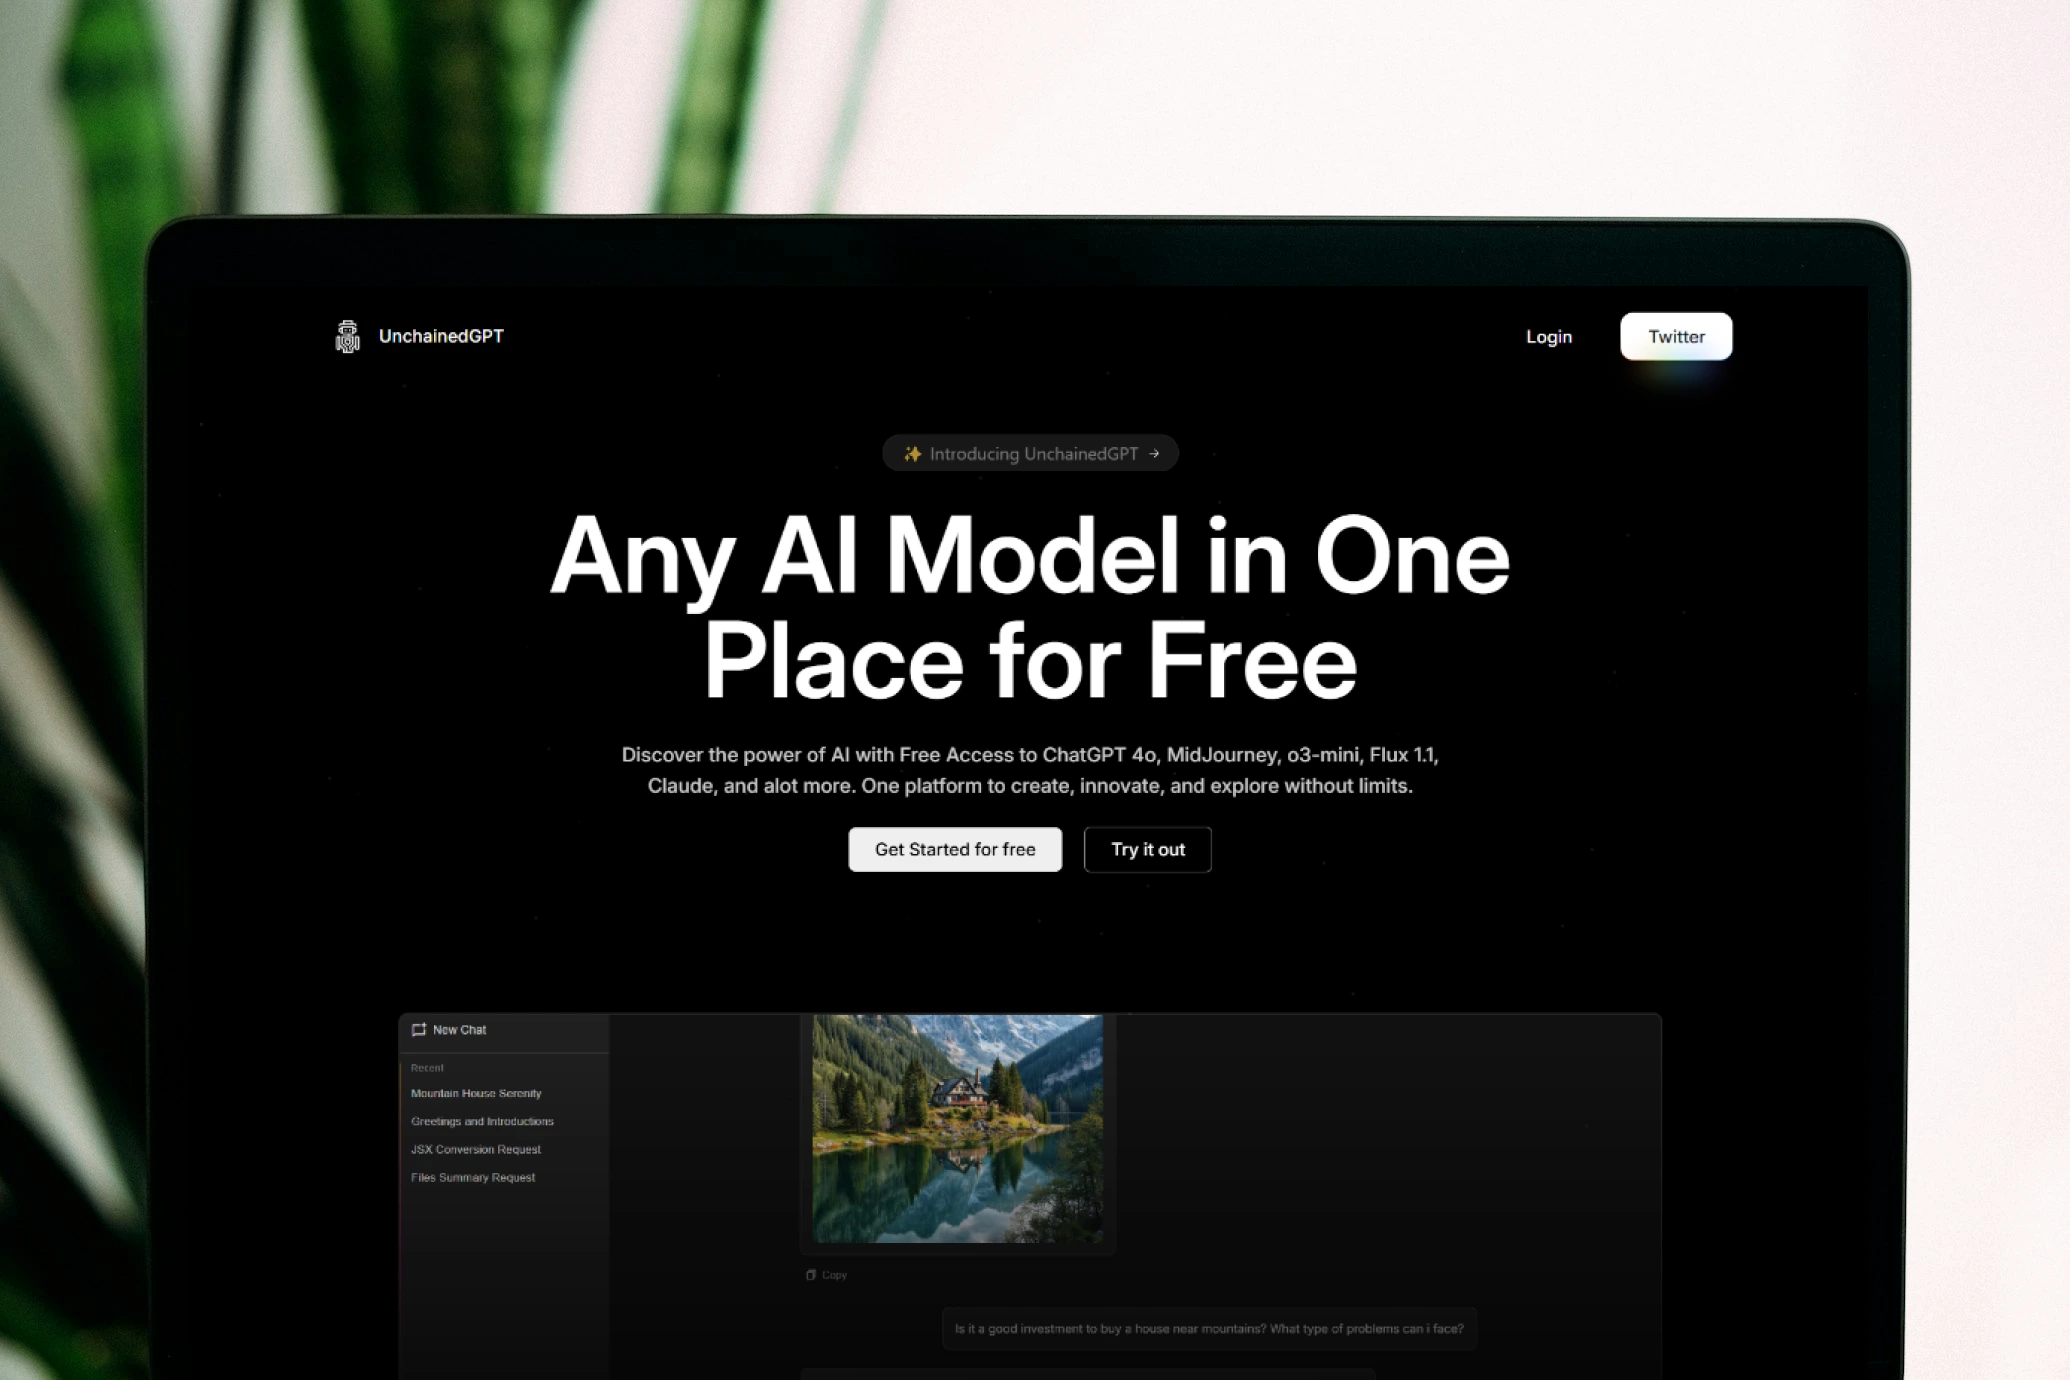 UnchainedGPT
Login
Twitter
✨ Introducing UnchainedGPT →
Any AI Model in One
Place for Free
Discover the power of AI with Free Access to ChatGPT 4o, MidJourney, o3-mini, Flux 1.1,
Claude, and alot more. One platform to create, innovate, and explore without limits.
Get Started for free
Try it out
New Chat
Recent
Mountain House Serenity
Greetings and Introductions
JSX Conversion Request
Files Summary Request
Copy
Is it a good investment to buy a house near mountains? What type of problems can i face?